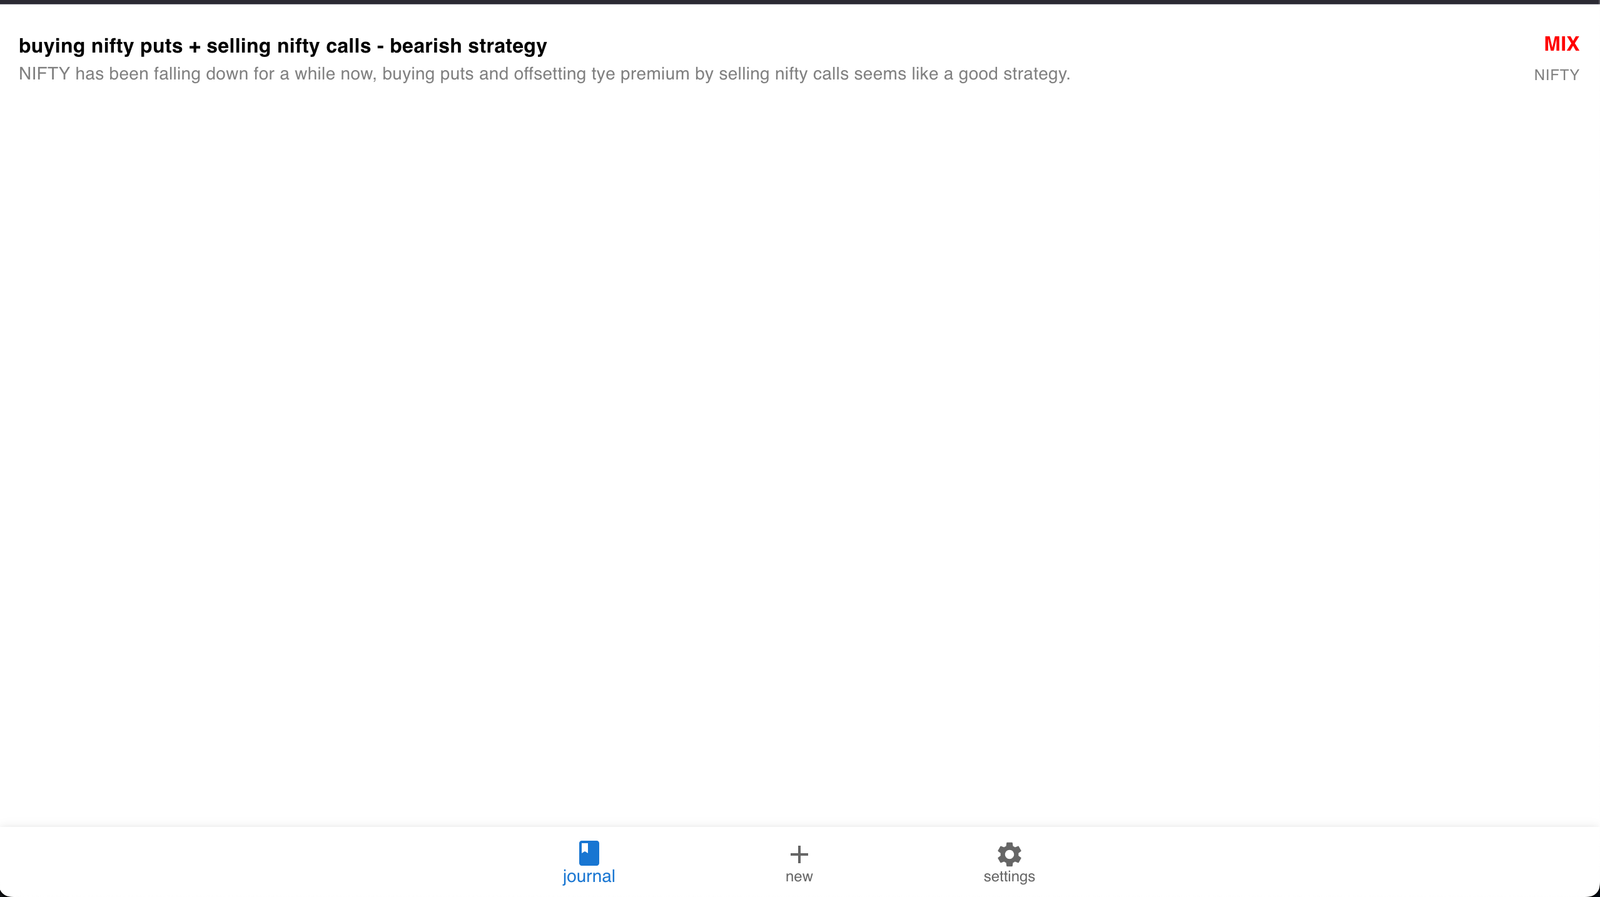 buying nifty puts + selling nifty calls - bearish strategy
MIX
NIFTY has been falling down for a while now, buying puts and offsetting tye premium by selling nifty calls seems like a good strategy.
NIFTY
journal
new
settings